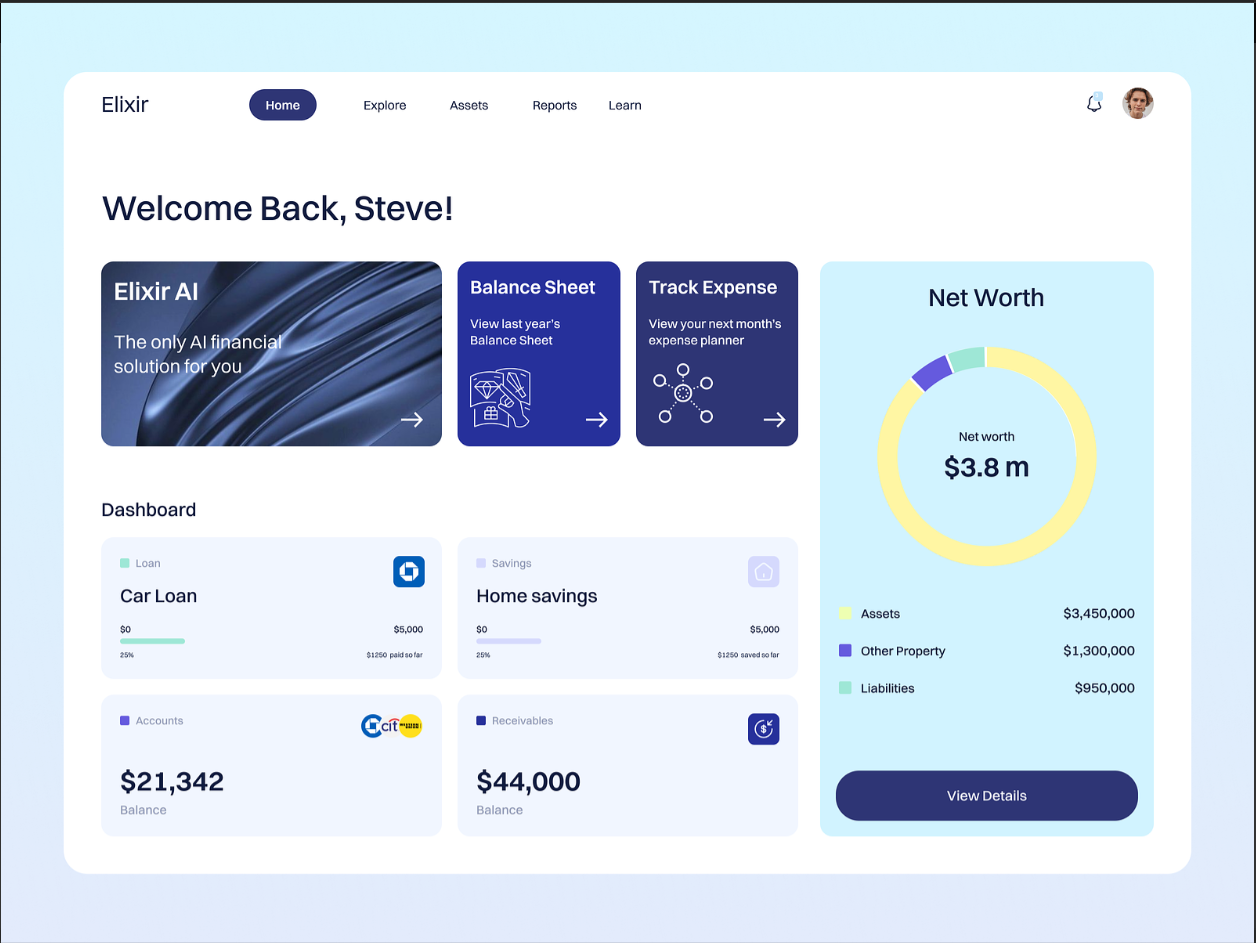 Elixir
Home
Explore
Assets
Reports
Learn
Welcome Back, Steve!
Elixir AI
The only AI financial
solution for you
Balance Sheet
View last year's
Balance Sheet
Track Expense
View your next month's
expense planner
Net Worth
Net worth
$3.8 m
Assets $3,450,000
Other Property $1,300,000
Liabilities $950,000
View Details
Dashboard
Loan
Car Loan
$0 $5,000
25% $1250 paid so far
Savings
Home savings
$0 $5,000
25% $1250 saved so far
Accounts
cit
$21,342
Balance
Receivables
$44,000
Balance